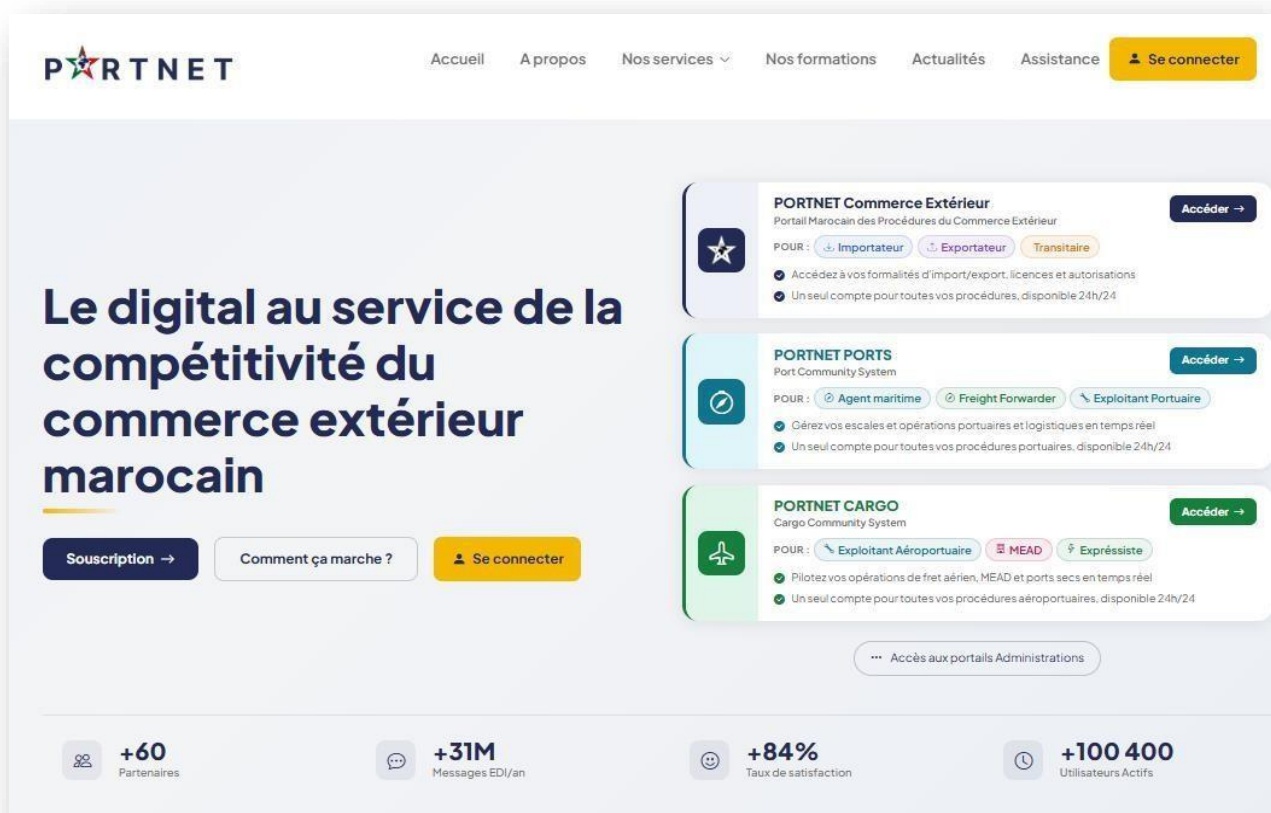 PORTNET
Accueil
A propos
Nos services
Nos formations
Actualités
Assistance
Se connecter
Le digital au service de la
compétitivité du
commerce extérieur
marocain
Souscription →
Comment ça marche ?
Se connecter
PORTNET Commerce Extérieur
Portail Marocain des Procédures du Commerce Extérieur
Accéder →
POUR : Importateur Exportateur Transitaire
Accédez à vos formalités d'import/export, licences et autorisations
Un seul compte pour toutes vos procédures, disponible 24h/24
PORTNET PORTS
Port Community System
Accéder →
POUR : Agent maritime Freight Forwarder Exploitant Portuaire
Gérez vos escales et opérations portuaires et logistiques en temps réel
Un seul compte pour toutes vos procédures portuaires, disponible 24h/24
PORTNET CARGO
Cargo Community System
Accéder →
POUR : Exploitant Aéroportuaire MEAD Expréssiste
Pilotez vos opérations de fret aérien, MEAD et ports secs en temps réel
Un seul compte pour toutes vos procédures aéroportuaires, disponible 24h/24
Accès aux portails Administrations
+60
Partenaires
+31M
Messages EDI/an
+84%
Taux de satisfaction
+100 400
Utilisateurs Actifs